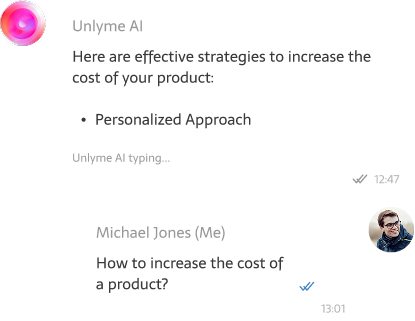 Unlyme AI
Here are effective strategies to increase the
cost of your product:
• Personalized Approach
Unlyme AI typing...
12:47
Michael Jones (Me)
How to increase the cost of
a product?
13:01